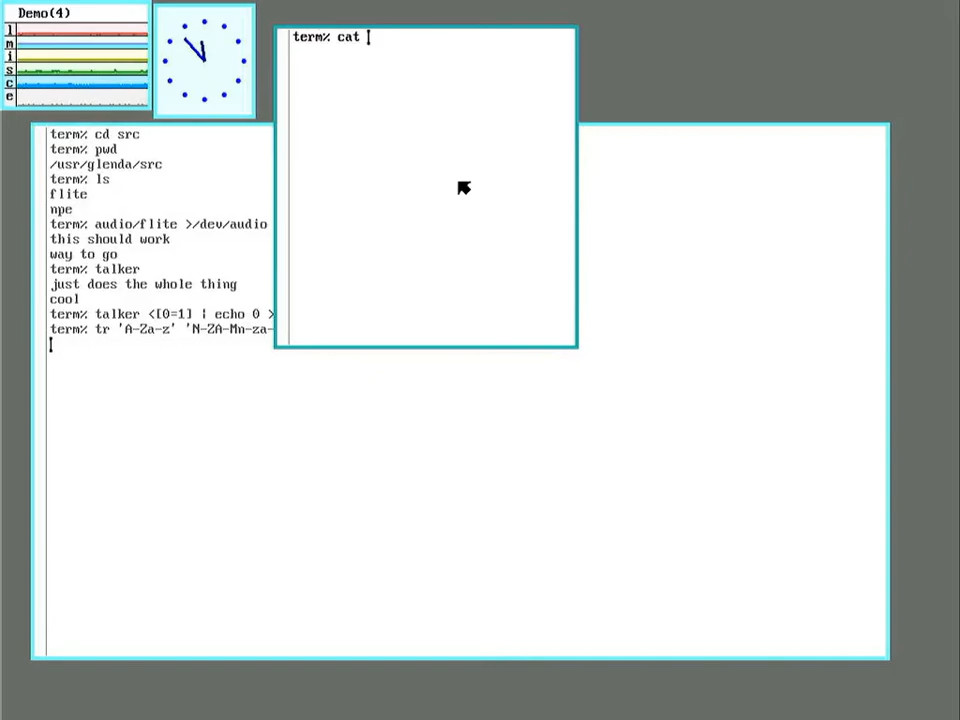 Demo(4)
l
m
i
s
c
e
term% cat
term% cd src
term% pwd
/usr/glenda/src
term% ls
flite
npe
term% audio/flite >/dev/audio
this should work
way to go
term% talker
just does the whole thing
cool
term% talker <[0=1] | echo 0 >
term% tr 'A-Za-z' 'N-ZA-Mn-za-